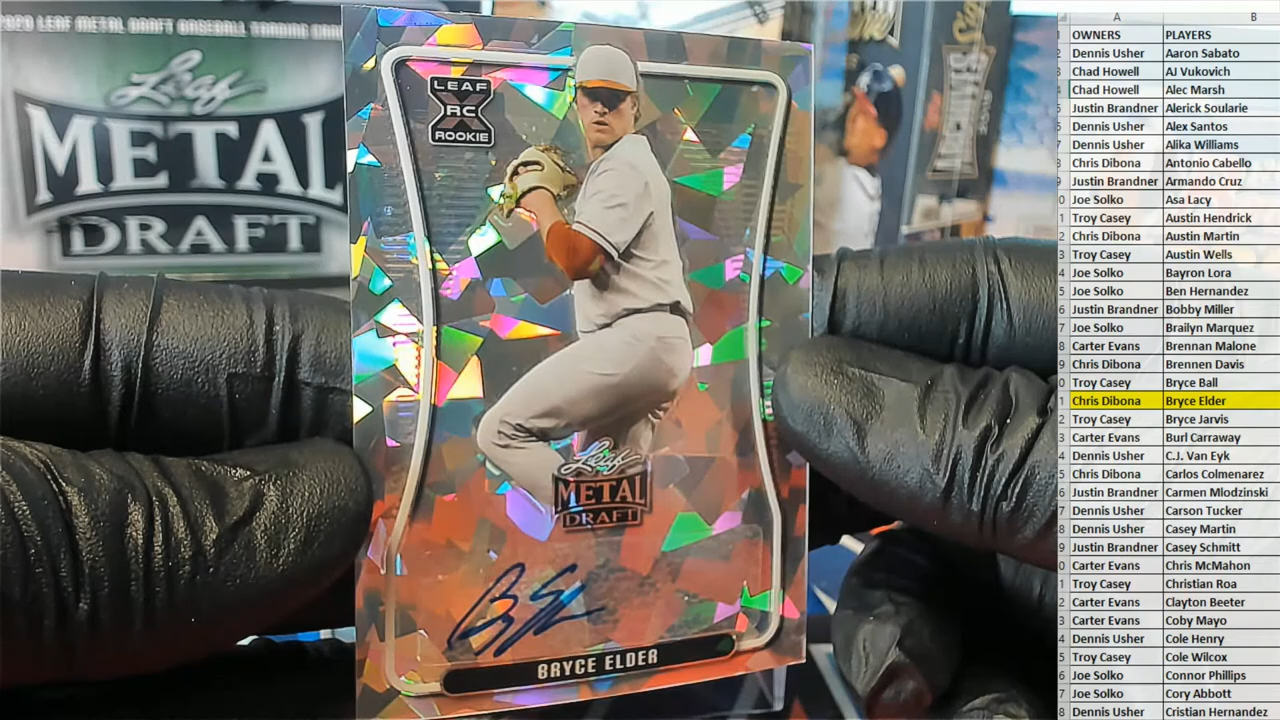 2020 LEAF METAL DRAFT BASEBALL TRADING CARDS
Leaf
METAL
DRAFT
LEAF
RC
ROOKIE
Leaf
METAL
DRAFT
BRYCE ELDER
A B
OWNERS PLAYERS
Dennis Usher Aaron Sabato
Chad Howell AJ Vukovich
Chad Howell Alec Marsh
Justin Brandner Alerick Soularie
Dennis Usher Alex Santos
Dennis Usher Alika Williams
Chris Dibona Antonio Cabello
Justin Brandner Armando Cruz
Joe Solko Asa Lacy
Troy Casey Austin Hendrick
Chris Dibona Austin Martin
Troy Casey Austin Wells
Joe Solko Bayron Lora
Joe Solko Ben Hernandez
Justin Brandner Bobby Miller
Joe Solko Brailyn Marquez
Carter Evans Brennan Malone
Chris Dibona Brennen Davis
Troy Casey Bryce Ball
Chris Dibona Bryce Elder
Troy Casey Bryce Jarvis
Carter Evans Burl Carraway
Dennis Usher C.J. Van Eyk
Chris Dibona Carlos Colmenarez
Justin Brandner Carmen Mlodzinski
Dennis Usher Carson Tucker
Dennis Usher Casey Martin
Justin Brandner Casey Schmitt
Carter Evans Chris McMahon
Troy Casey Christian Roa
Carter Evans Clayton Beeter
Carter Evans Coby Mayo
Dennis Usher Cole Henry
Troy Casey Cole Wilcox
Joe Solko Connor Phillips
Joe Solko Cory Abbott
Dennis Usher Cristian Hernandez